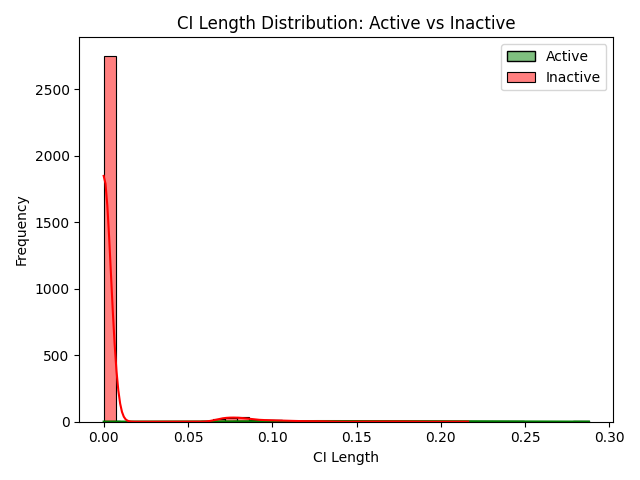 CI Length Distribution: Active vs Inactive
Active
Inactive
2500
2000
1500
1000
500
0
Frequency
0.00 0.05 0.10 0.15 0.20 0.25 0.30
CI Length